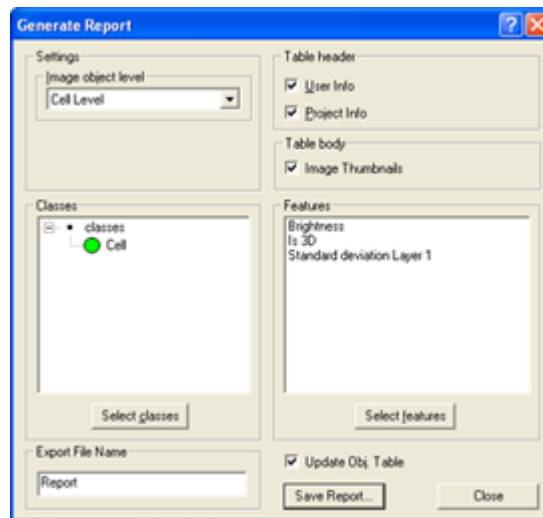 Generate Report
Settings
Image object level
Cell Level
Table header
User Info
Project Info
Table body
Image Thumbnails
Classes
classes
Cell
Select classes
Features
Brightness
Is 3D
Standard deviation Layer 1
Select features
Export File Name
Report
Update Obj. Table
Save Report...
Close